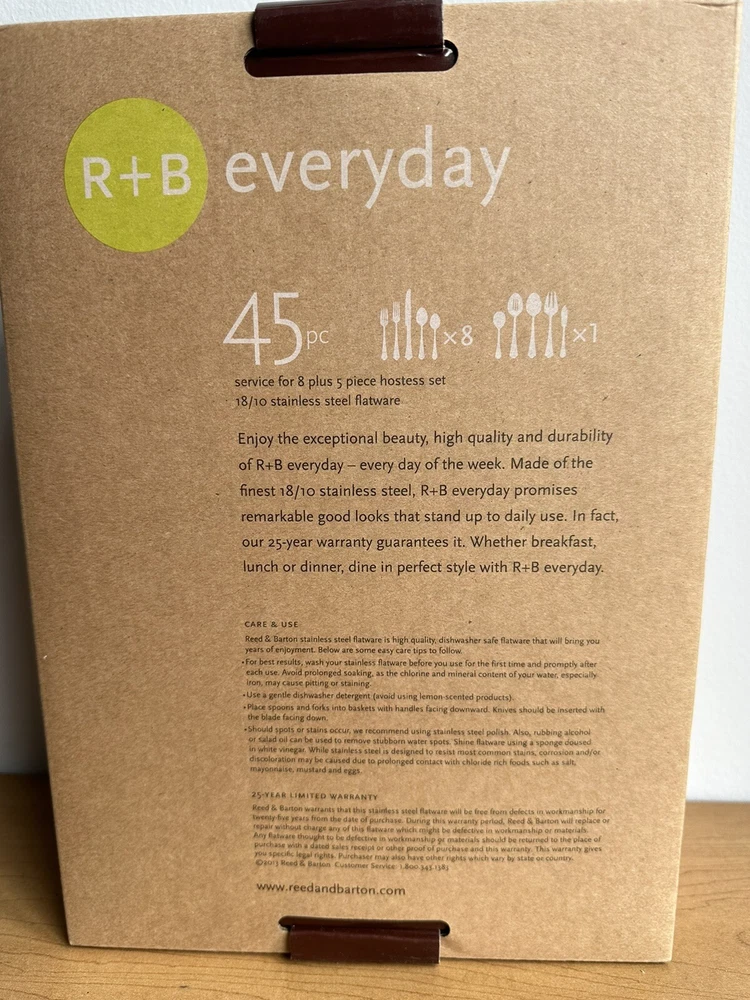 R+B everyday
45pc ×8 ×1
service for 8 plus 5 piece hostess set
18/10 stainless steel flatware
Enjoy the exceptional beauty, high quality and durability
of R+B everyday – every day of the week. Made of the
finest 18/10 stainless steel, R+B everyday promises
remarkable good looks that stand up to daily use. In fact,
our 25-year warranty guarantees it. Whether breakfast,
lunch or dinner, dine in perfect style with R+B everyday.
CARE & USE
Reed & Barton stainless steel flatware is high quality, dishwasher safe flatware that will bring you
years of enjoyment. Below are some easy care tips to follow.
•For best results, wash your stainless flatware before you use for the first time and promptly after
each use. Avoid prolonged soaking, as the chlorine and mineral content of your water, especially
iron, may cause pitting or staining.
•Use a gentle dishwasher detergent (avoid using lemon-scented products).
•Place spoons and forks into baskets with handles facing downward. Knives should be inserted with
the blade facing down.
•Should spots or stains occur, we recommend using stainless steel polish. Also, rubbing alcohol
or salad oil can be used to remove stubborn water spots. Shine flatware using a sponge doused
in white vinegar. While stainless steel is designed to resist most common stains, corrosion and/or
discoloration may be caused due to prolonged contact with chloride rich foods such as salt,
mayonnaise, mustard and eggs.
25-YEAR LIMITED WARRANTY
Reed & Barton warrants that this stainless steel flatware will be free from defects in workmanship for
twenty-five years from the date of purchase. During this warranty period, Reed & Barton will replace or
repair without charge any of this flatware which might be defective in workmanship or materials.
Any flatware thought to be defective in workmanship or materials should be returned to the place of
purchase with a dated sales receipt or other proof of purchase and this warranty. This warranty gives
you specific legal rights. Purchaser may also have other rights which vary by state or country.
©2013 Reed & Barton Customer Service: 1.800.343.1383
www.reedandbarton.com